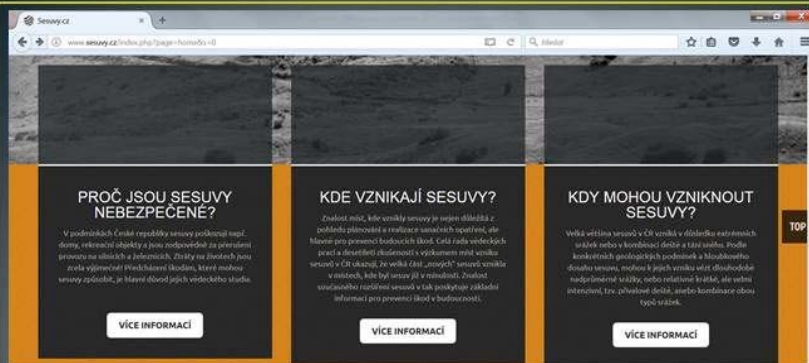 Sesuvy.cz
www.sesuvy.cz/index.php?page=home&s=0
Hledat
PROČ JSOU SESUVY
NEBEZPEČENÉ?
V podmínkách České republiky sesuvy poškozují např.
domy, rekreační objekty a jsou zodpovědné za přerušení
provozu na silnicích a železnicích. Ztráty na životech jsou
zcela výjimečné! Předcházení škodám, které mohou
sesuvy způsobit, je hlavní důvod jejich vědeckého studia.
VÍCE INFORMACÍ
KDE VZNIKAJÍ SESUVY?
Znalost míst, kde vznikly sesuvy je nejen důležitá z
pohledu plánování a realizace sanačních opatření, ale
hlavně pro prevenci budoucích škod. Celá řada vědeckých
prací a desetiletí zkušeností s výzkumem míst vzniku
sesuvů v ČR ukazují, že velká část „nových" sesuvů vznikla
v místech, kde byl sesuv již v minulosti. Znalost
současného rozšíření sesuvů v tak poskytuje základní
informaci pro prevenci škod v budoucnosti.
VÍCE INFORMACÍ
KDY MOHOU VZNIKNOUT
SESUVY?
Velká většina sesuvů v ČR vzniká v důsledku extrémních
srážek nebo v kombinaci deště a tání sněhu. Podle
konkrétních geologických podmínek a hloubkového
dosahu sesuvu, mohou k jejich vzniku vézt dlouhodobé
nadprůměrné srážky, nebo relativně krátké, ale velmi
intenzivní, tzv. přívalové deště, anebo kombinace obou
typů srážek.
VÍCE INFORMACÍ
TOP